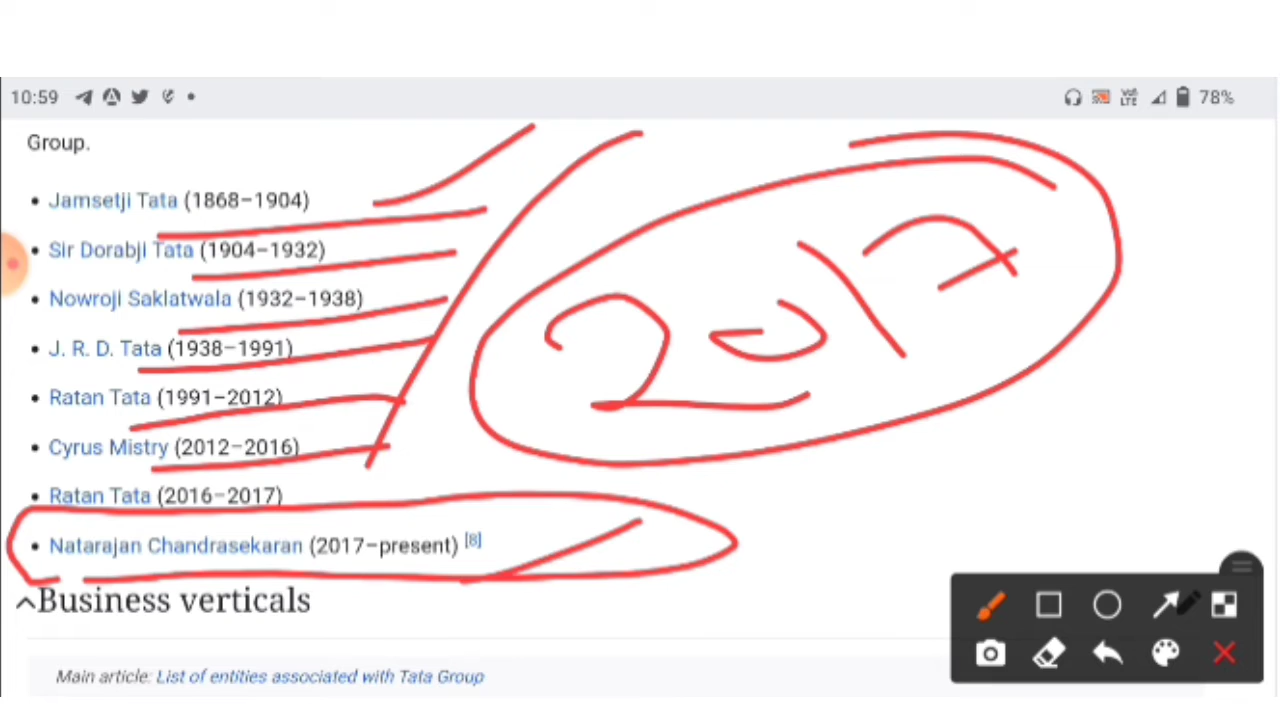 10:59 Vo) LTE 78%
Group.
• Jamsetji Tata (1868–1904)
• Sir Dorabji Tata (1904–1932)
• Nowroji Saklatwala (1932–1938)
• J. R. D. Tata (1938–1991)
• Ratan Tata (1991–2012)
• Cyrus Mistry (2012–2016)
• Ratan Tata (2016–2017)
• Natarajan Chandrasekaran (2017–present) [8]
2017
Business verticals
Main article: List of entities associated with Tata Group